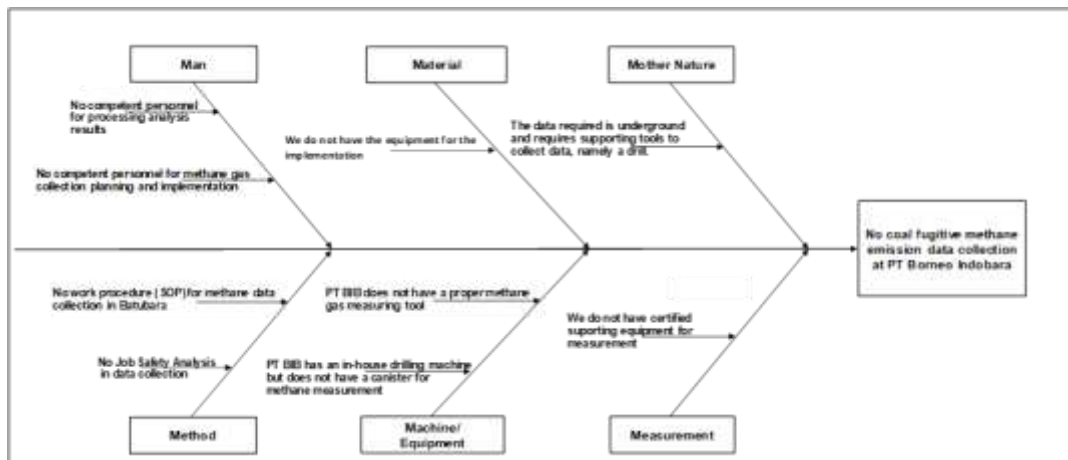 Man
Material
Mother Nature
No competent personnel
for processing analysis
results
We do not have the equipment for the
implementation
The data required is underground
and requires supporting tools to
collect data, namely a drill.
No competent personnel for methane gas
collection planning and implementation
No coal fugitive methane
emission data collection
at PT Borneo Indobara
No work procedure (SOP) for methane data
collection in Batubara
PT BIB does not have a proper methane
gas measuring tool
We do not have certified
suporting equipment for
measurement
No Job Safety Analysis
in data collection
PT BIB has an in-house drilling machine
but does not have a canister for
methane measurement
Method
Machine/
Equipment
Measurement